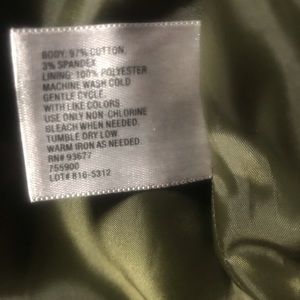 BODY: 97% COTTON
3% SPANDEX
LINING: 100% POLYESTER
MACHINE WASH COLD
GENTLE CYCLE.
WITH LIKE COLORS
USE ONLY NON-CHLORINE
BLEACH WHEN NEEDED.
TUMBLE DRY LOW.
WARM IRON AS NEEDED.
RN# 93677
755900
LOT# 816-5312